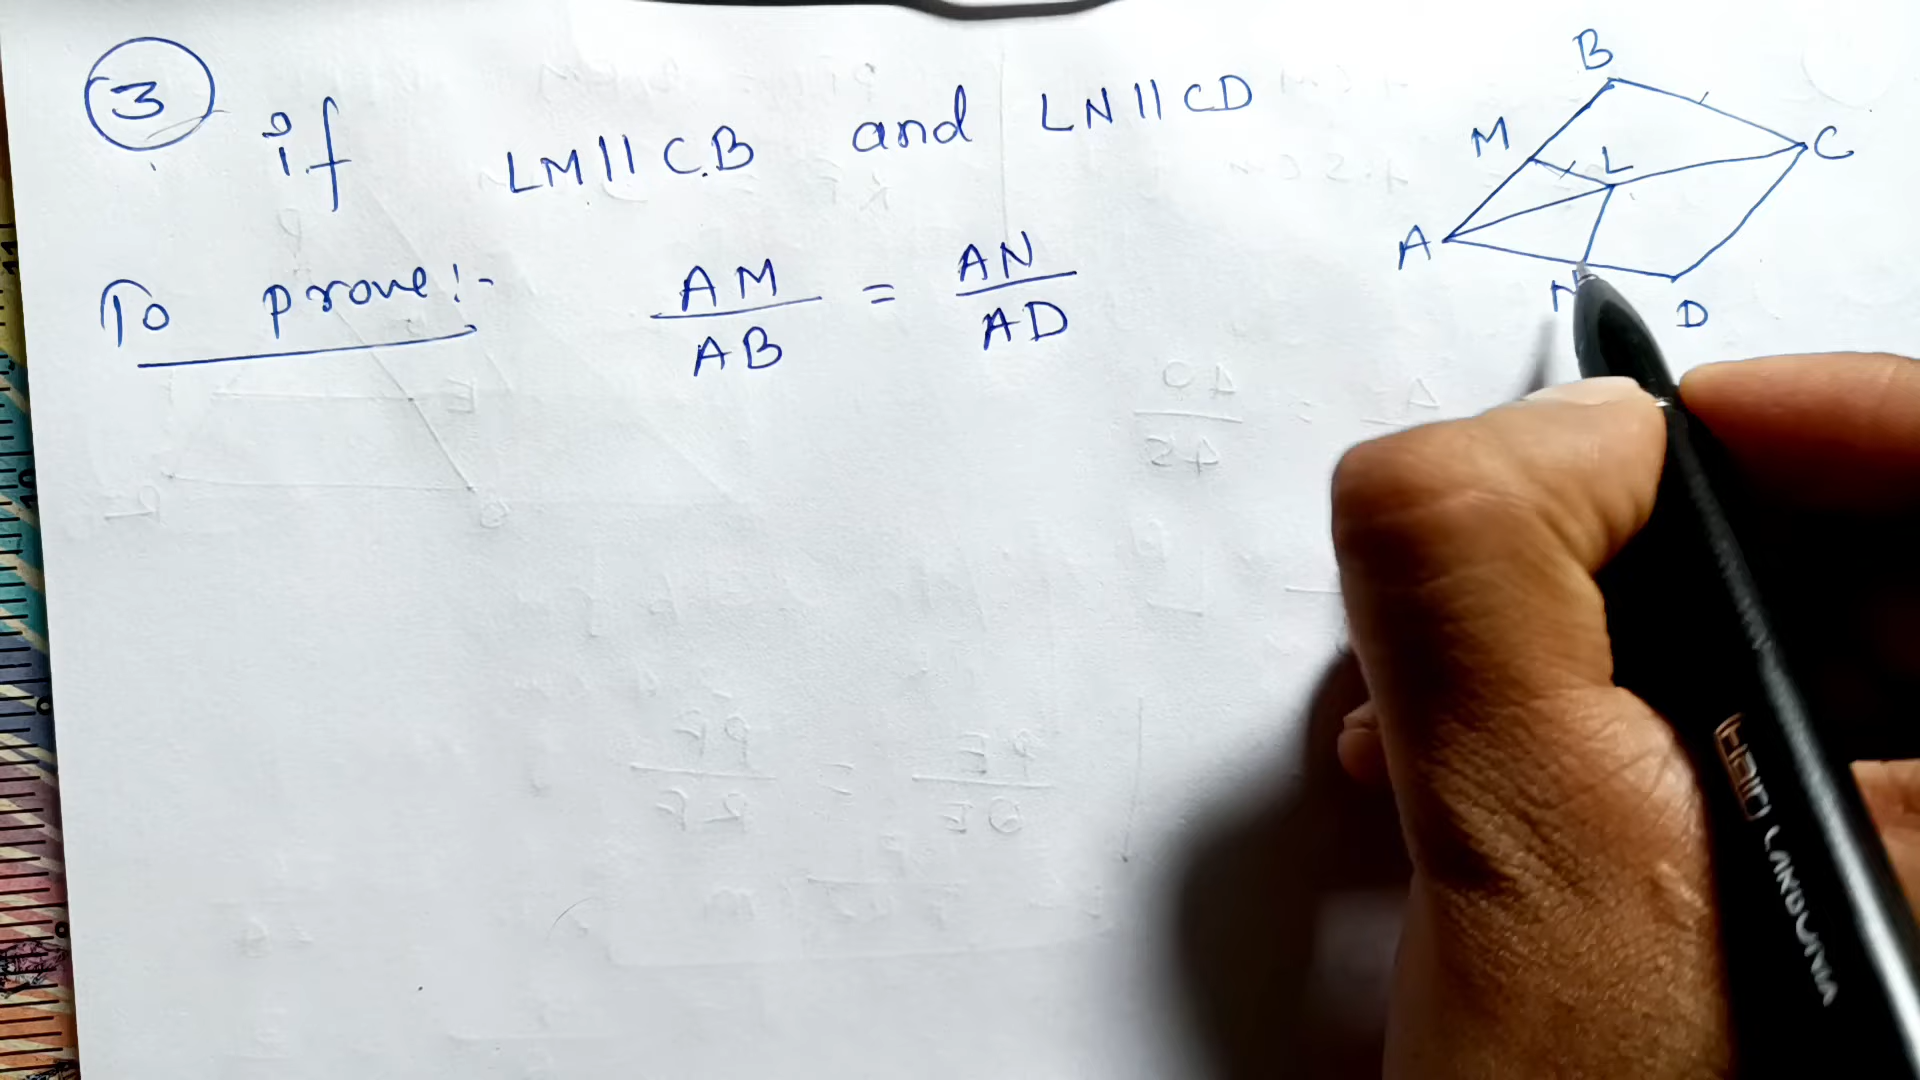 3 if LM || CB and LN || CD
To prove :- AM/AB = AN/AD
B
M
L
C
A
N
D